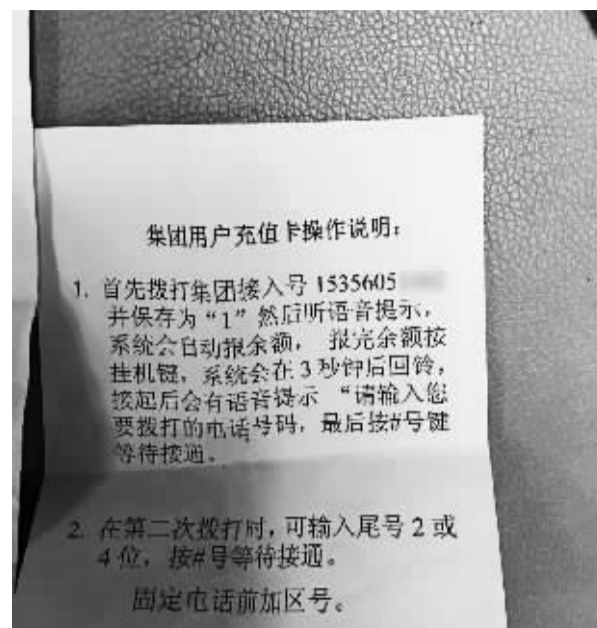 集团用户充值卡操作说明:
1. 首先拨打集团接入号 1535605
并保存为“1”然后听语音提示,
系统会自动报余额, 报完余额按
挂机键,系统会在3秒钟后回铃,
接起后会有语音提示 “请输入您
要拨打的电话号码,最后按#号键
等待接通。
2. 在第二次拨打时,可输入尾号2或
4位,按#号等待接通。
固定电话前加区号。